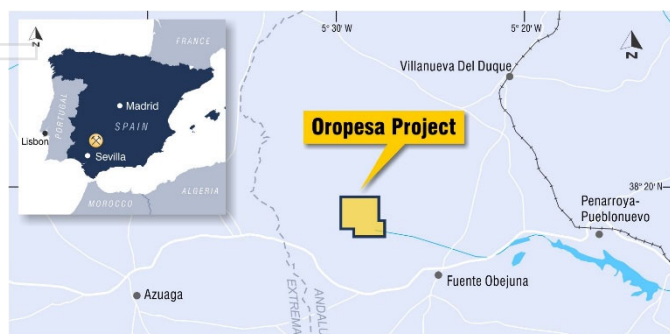 5° 30' W
5° 20' W
N
FRANCE
N
Villanueva Del Duque
PORTUGAL
Madrid
SPAIN
Oropesa Project
Lisbon
Sevilla
ALGERIA
MOROCCO
38° 20' N
Penarroya-
Pueblonuevo
Fuente Obejuna
Azuaga
ANDALU
EXTREMA